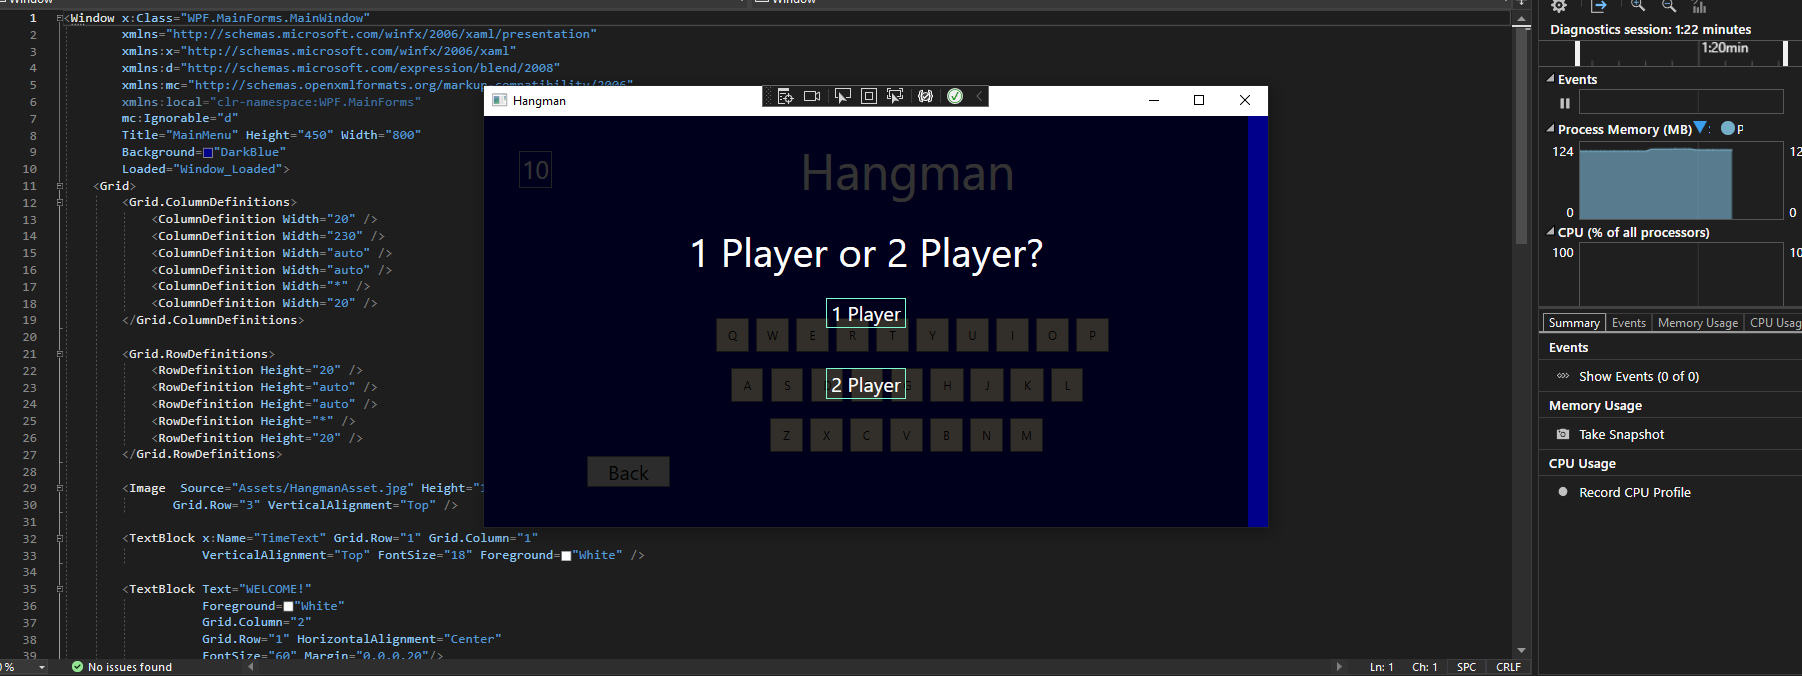 Window
Window
1 <Window x:Class="WPF.MainForms.MainWindow"
2 xmlns="http://schemas.microsoft.com/winfx/2006/xaml/presentation"
3 xmlns:x="http://schemas.microsoft.com/winfx/2006/xaml"
4 xmlns:d="http://schemas.microsoft.com/expression/blend/2008"
5 xmlns:mc="http://schemas.openxmlformats.org/markup-compatibility/2006"
6 xmlns:local="clr-namespace:WPF.MainForms"
7 mc:Ignorable="d"
8 Title="MainMenu" Height="450" Width="800"
9 Background="DarkBlue"
10 Loaded="Window_Loaded">
11 <Grid>
12 <Grid.ColumnDefinitions>
13 <ColumnDefinition Width="20" />
14 <ColumnDefinition Width="230" />
15 <ColumnDefinition Width="auto" />
16 <ColumnDefinition Width="auto" />
17 <ColumnDefinition Width="*" />
18 <ColumnDefinition Width="20" />
19 </Grid.ColumnDefinitions>
20
21 <Grid.RowDefinitions>
22 <RowDefinition Height="20" />
23 <RowDefinition Height="auto" />
24 <RowDefinition Height="auto" />
25 <RowDefinition Height="*" />
26 <RowDefinition Height="20" />
27 </Grid.RowDefinitions>
28
29 <Image Source="Assets/HangmanAsset.jpg" Height="
30 Grid.Row="3" VerticalAlignment="Top" />
31
32 <TextBlock x:Name="TimeText" Grid.Row="1" Grid.Column="1"
33 VerticalAlignment="Top" FontSize="18" Foreground="White" />
34
35 <TextBlock Text="WELCOME!"
36 Foreground="White"
37 Grid.Column="2"
38 Grid.Row="1" HorizontalAlignment="Center"
39 FontSize="60" Margin="0,0,0,20"/>
%
No issues found
Ln: 1 Ch: 1 SPC CRLF
Hangman
10
Hangman
1 Player or 2 Player?
1 Player
Q W E R T Y U I O P
2 Player
A S D G H J K L
Z X C V B N M
Back
Diagnostics session: 1:22 minutes
1:20min
Events
Process Memory (MB) : P
124 12
0 0
CPU (% of all processors)
100 10
Summary Events Memory Usage CPU Usag
Events
Show Events (0 of 0)
Memory Usage
Take Snapshot
CPU Usage
Record CPU Profile